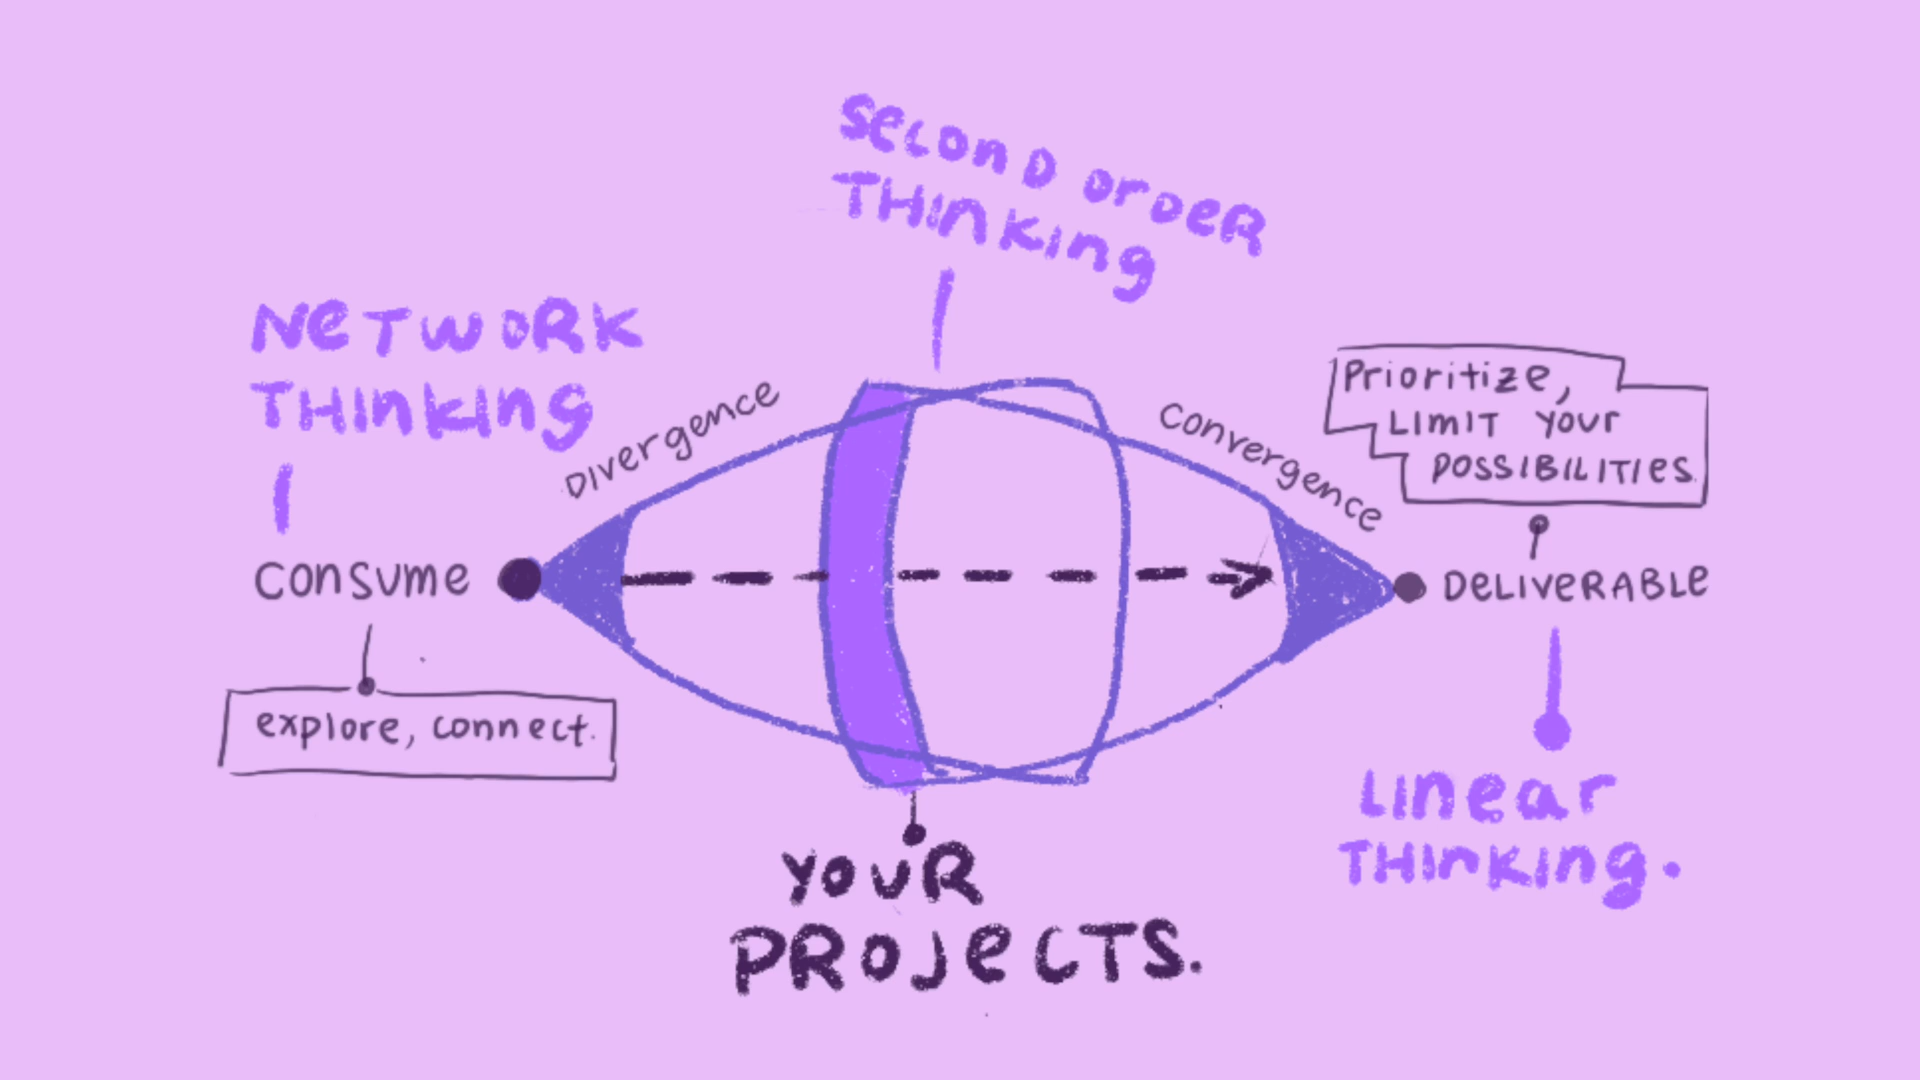 SECOND ORDER
THINKING
NETWORK
THINKING
Divergence
Convergence
Prioritize,
LIMIT YOUR
POSSIBILITIES
CONSUME
DELIVERABLE
explore, connect.
LINEAR
THINKING.
YOUR
PROJECTS.